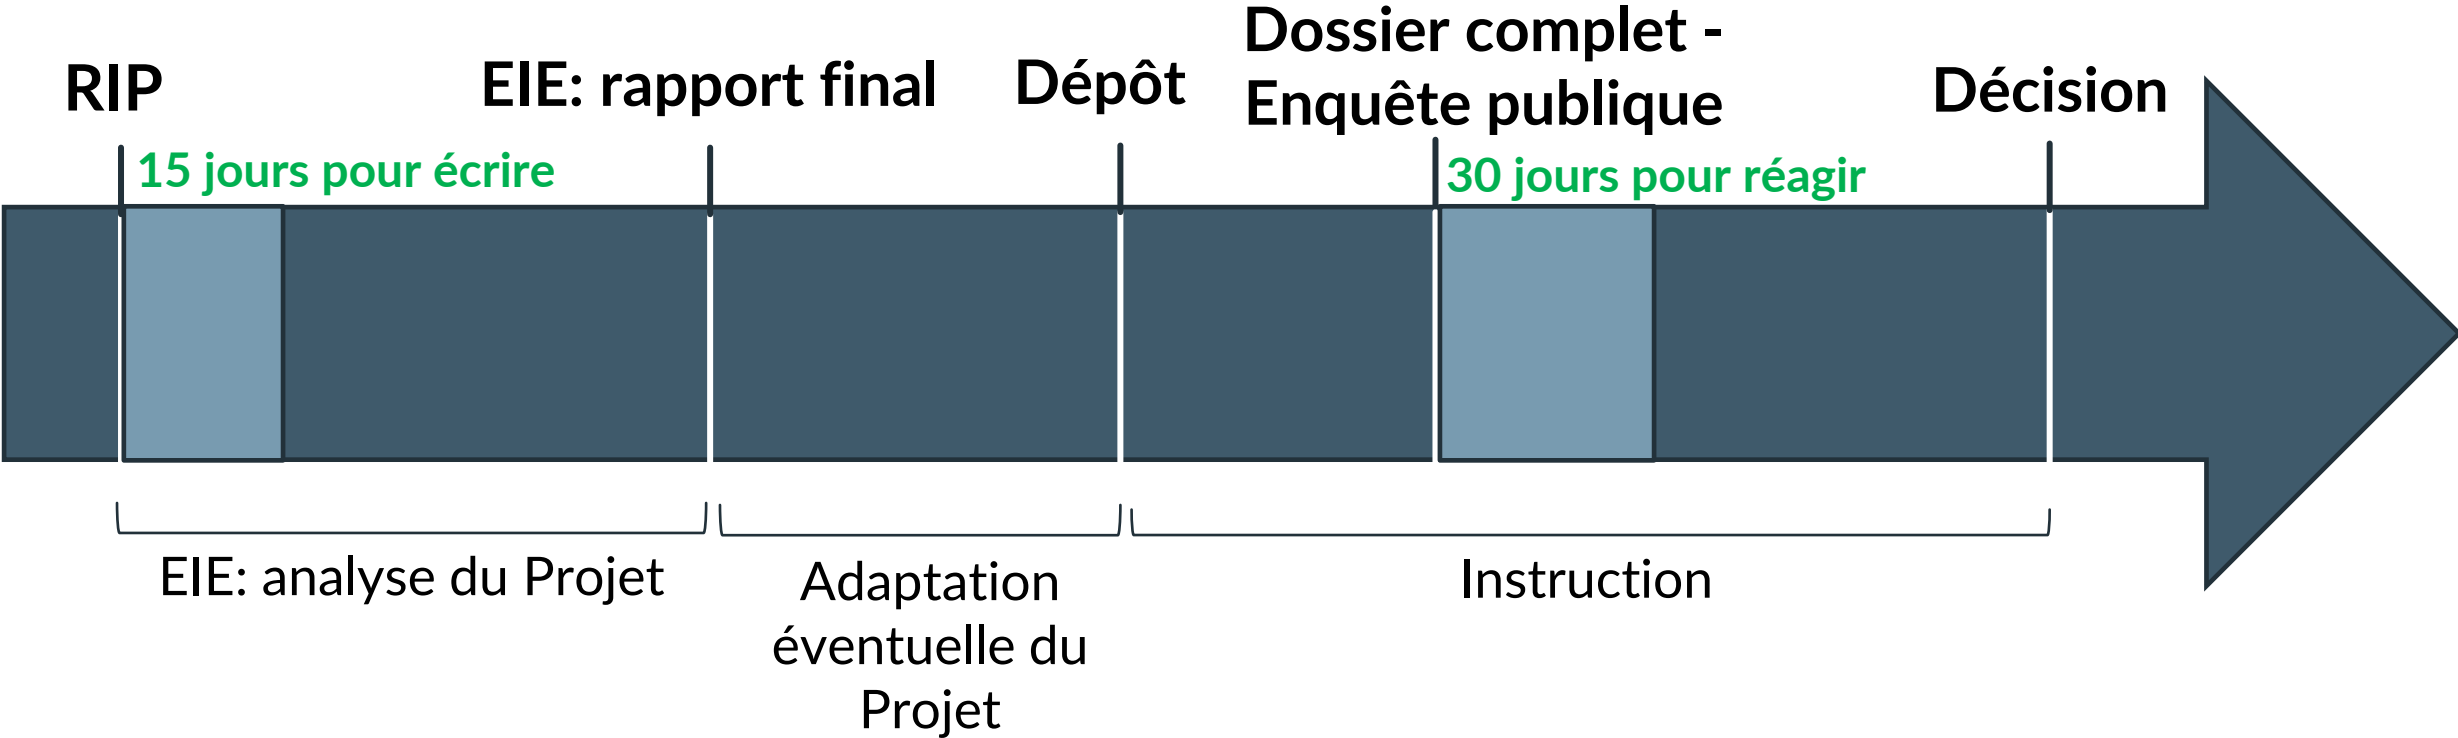 RIP
EIE: rapport final
Dépôt
Dossier complet -
Enquête publique
Décision
15 jours pour écrire
30 jours pour réagir
EIE: analyse du Projet
Adaptation
éventuelle du
Projet
Instruction